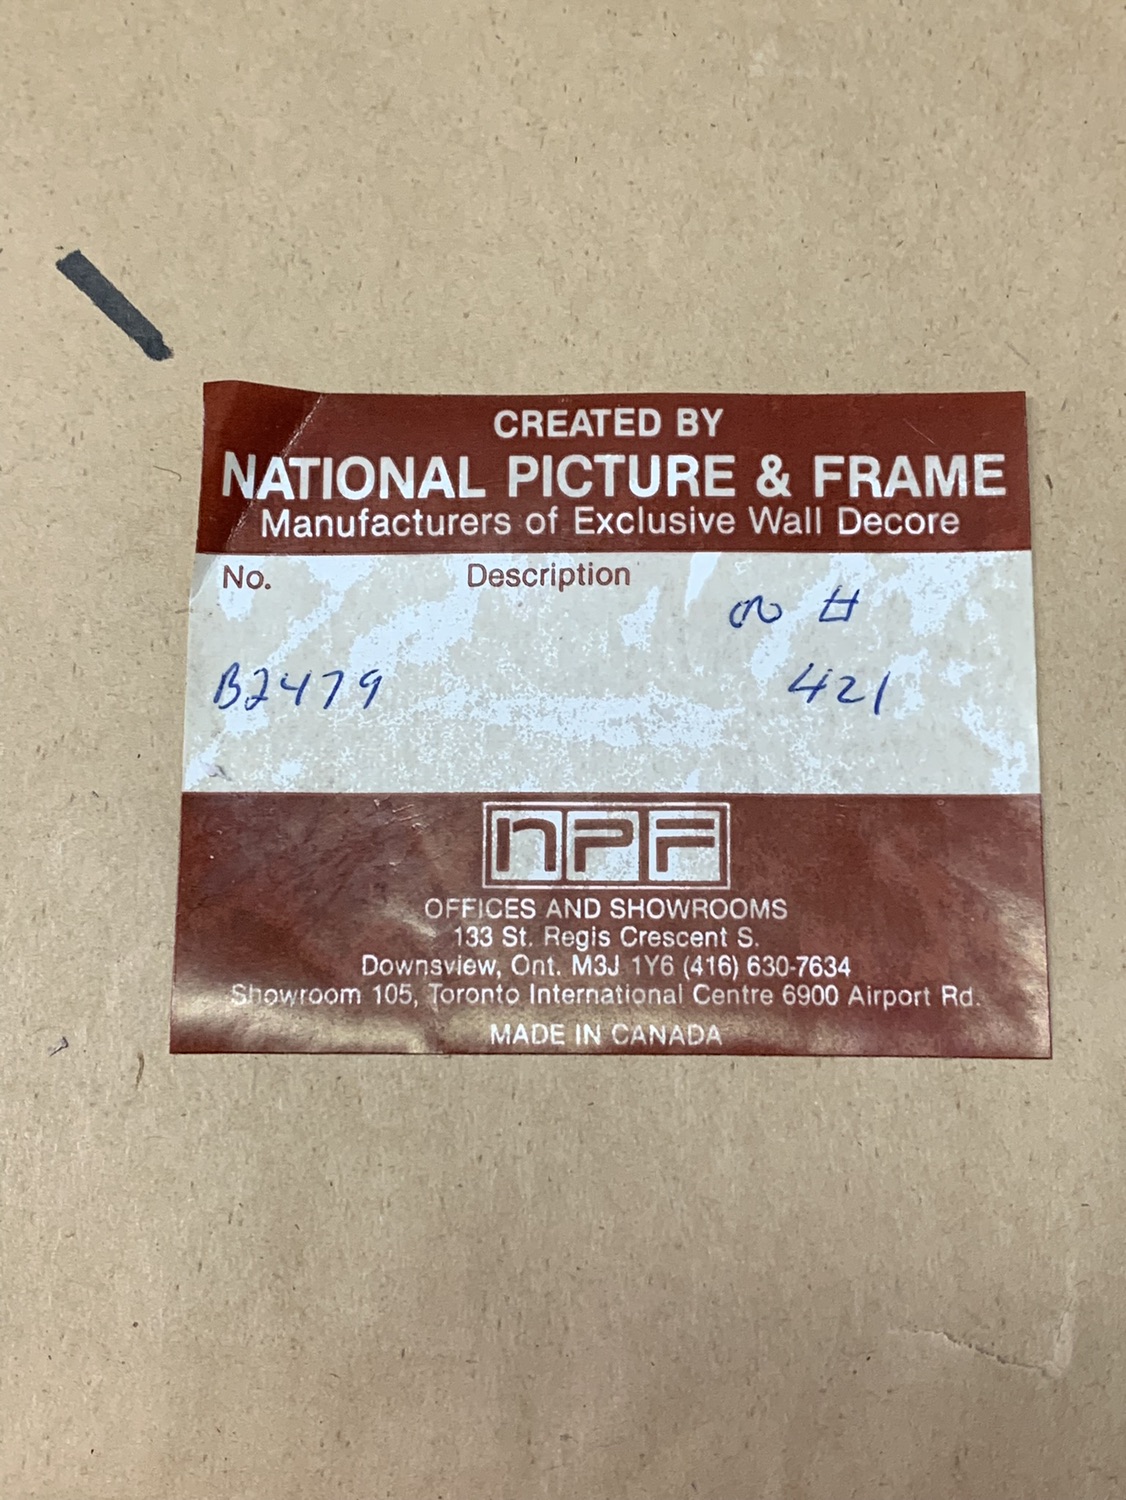 CREATED BY
NATIONAL PICTURE & FRAME
Manufacturers of Exclusive Wall Decore
No. Description
#
B2479 421
NPF
OFFICES AND SHOWROOMS
133 St. Regis Crescent S.
Downsview, Ont. M3J 1Y6 (416) 630-7634
Showroom 105, Toronto International Centre 6900 Airport Rd.
MADE IN CANADA